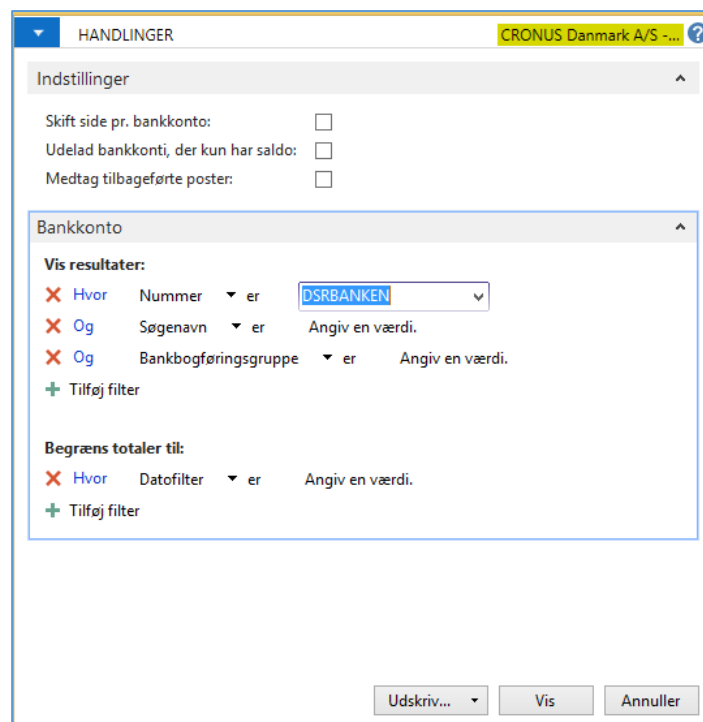 HANDLINGER CRONUS Danmark A/S -... ?
Indstillinger
Skift side pr. bankkonto:
Udelad bankkonti, der kun har saldo:
Medtag tilbageførte poster:
Bankkonto
Vis resultater:
Hvor Nummer er DSRBANKEN
Og Søgenavn er Angiv en værdi.
Og Bankbogføringsgruppe er Angiv en værdi.
Tilføj filter
Begræns totaler til:
Hvor Datofilter er Angiv en værdi.
Tilføj filter
Udskriv... Vis Annuller